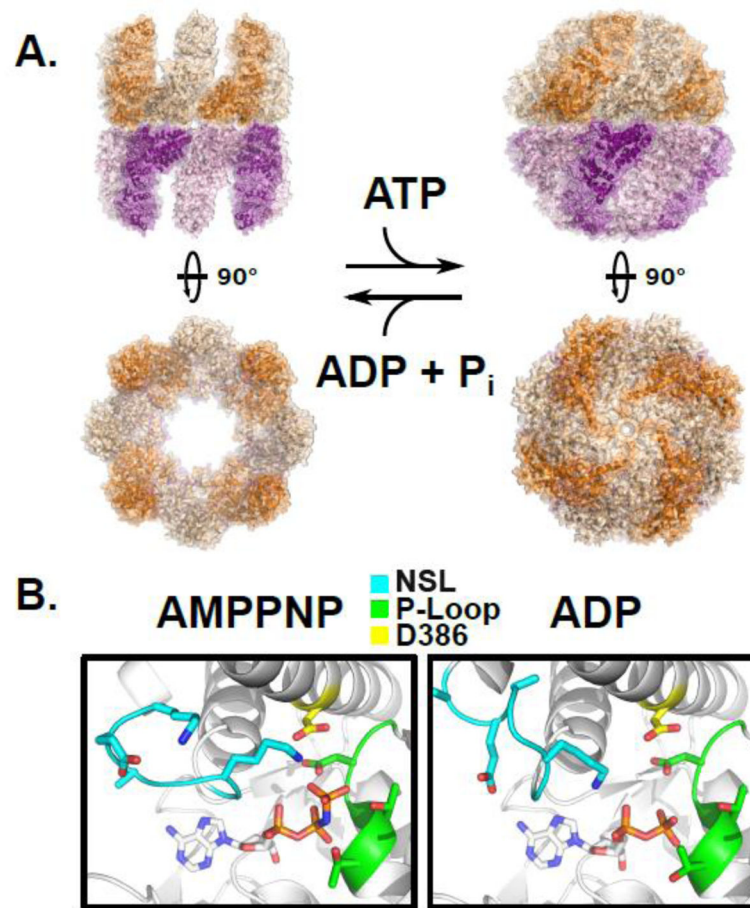 A.
ATP
90°
90°
ADP + Pi
B.
AMPPNP
NSL
P-Loop
D386
ADP